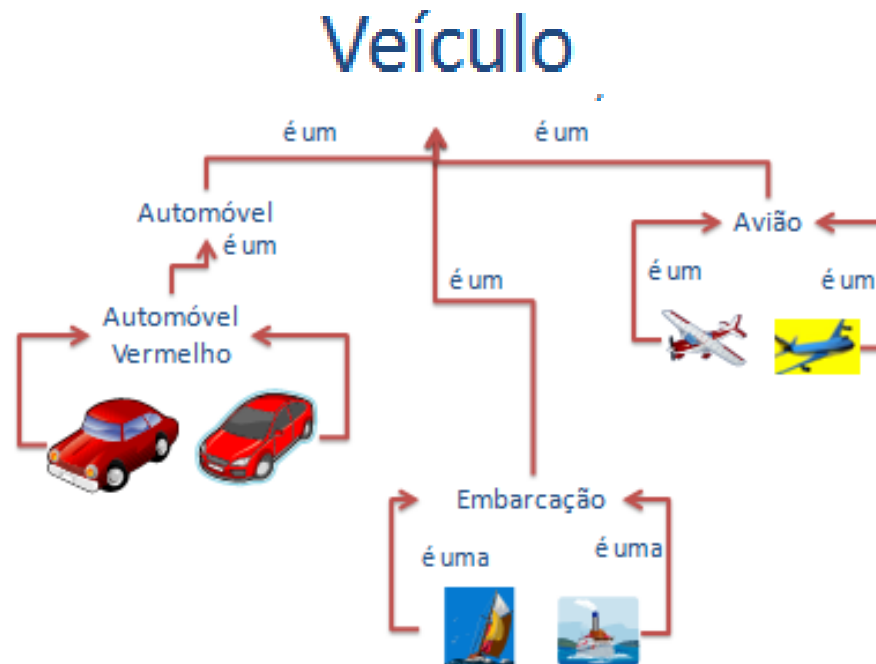 Veículo
é um
é um
Automóvel
é um
Avião
é um
é um
é um
Automóvel
Vermelho
Embarcação
é uma
é uma